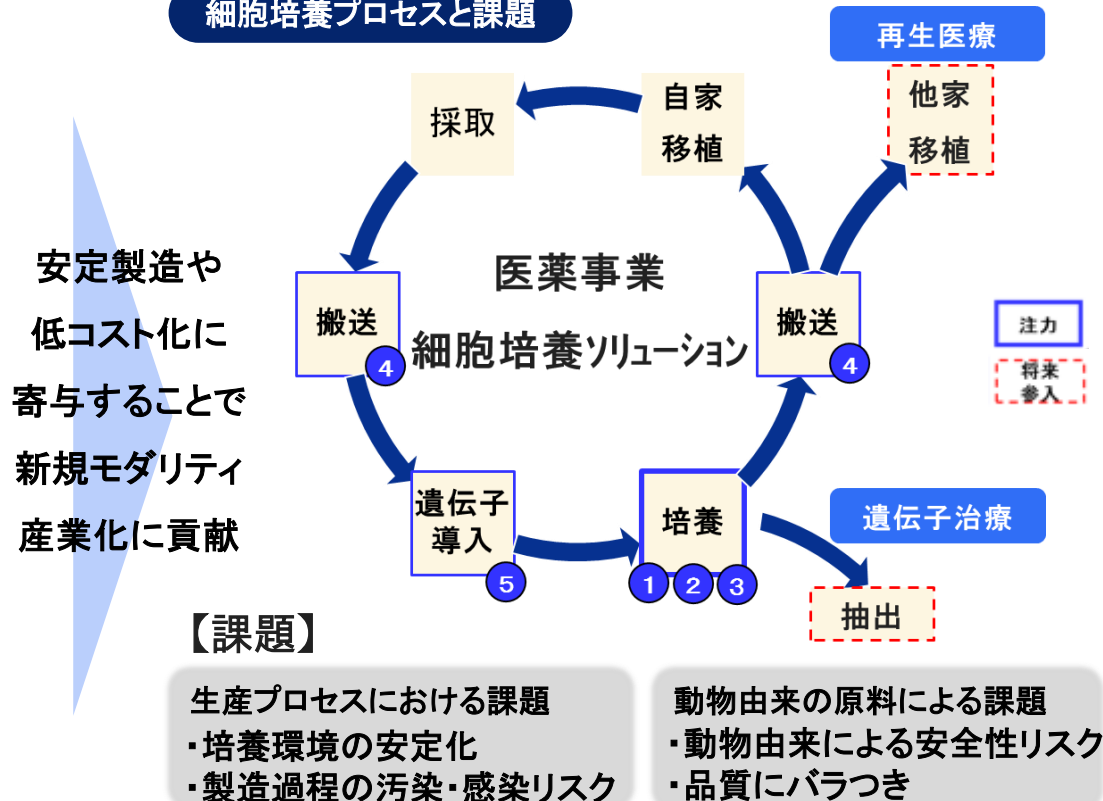 細胞培養プロセスと課題
再生医療
採取
自家
移植
他家
移植
安定製造や
低コスト化に
寄与することで
新規モダリティ
産業化に貢献
医薬事業
細胞培養ソリューション
搬送
4
搬送
4
注力
将来
参入
遺伝子
導入
5
培養
1 2 3
遺伝子治療
抽出
【課題】
生産プロセスにおける課題
・培養環境の安定化
・製造過程の汚染・感染リスク
動物由来の原料による課題
・動物由来による安全性リスク
・品質にバラつき